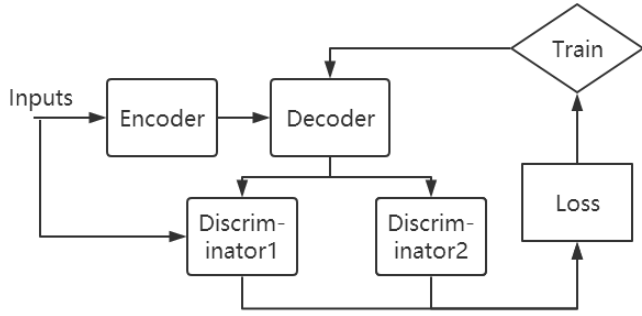 Train
Inputs
Encoder
Decoder
Discrim-
inator1
Discrim-
inator2
Loss